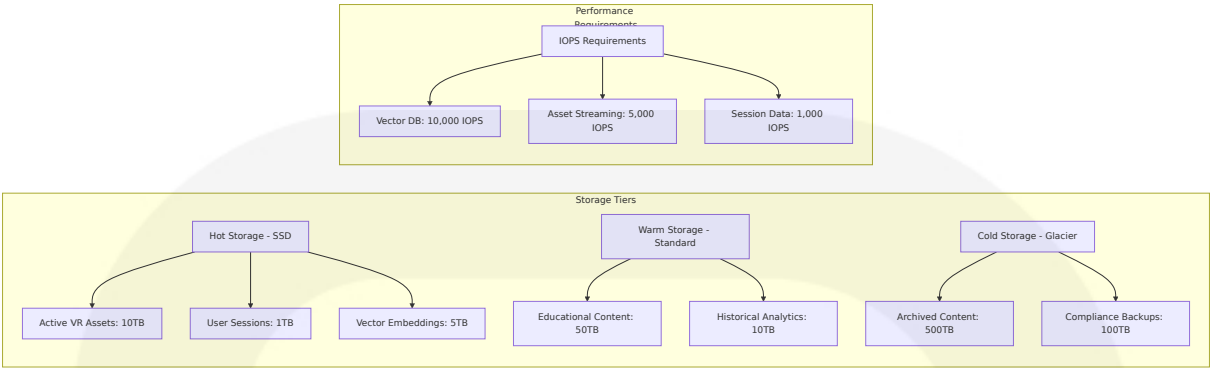 Performance
Requirements
IOPS Requirements
Vector DB: 10,000 IOPS
Asset Streaming: 5,000
IOPS
Session Data: 1,000
IOPS
Storage Tiers
Hot Storage - SSD
Warm Storage -
Standard
Cold Storage - Glacier
Active VR Assets: 10TB
User Sessions: 1TB
Vector Embeddings: 5TB
Educational Content:
50TB
Historical Analytics:
10TB
Archived Content:
500TB
Compliance Backups:
100TB